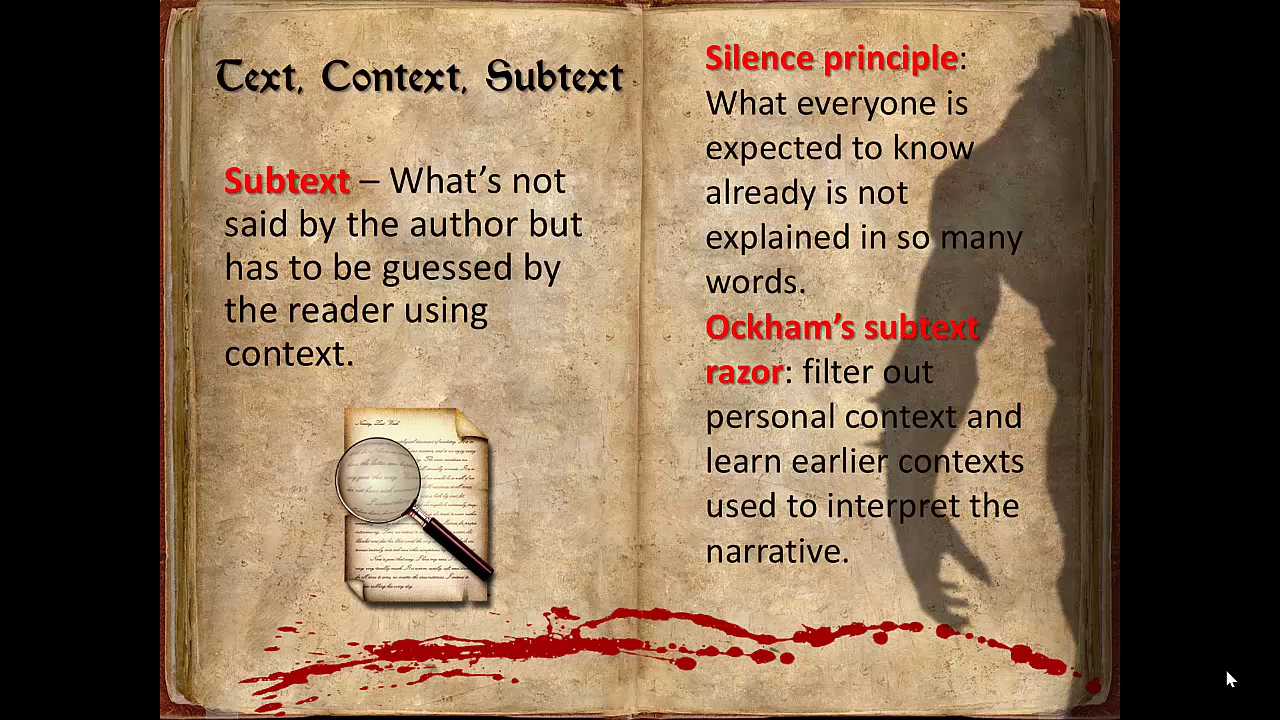 Text, Context, Subtext
Subtext – What’s not
said by the author but
has to be guessed by
the reader using
context.
Silence principle:
What everyone is
expected to know
already is not
explained in so many
words.
Ockham’s subtext
razor: filter out
personal context and
learn earlier contexts
used to interpret the
narrative.